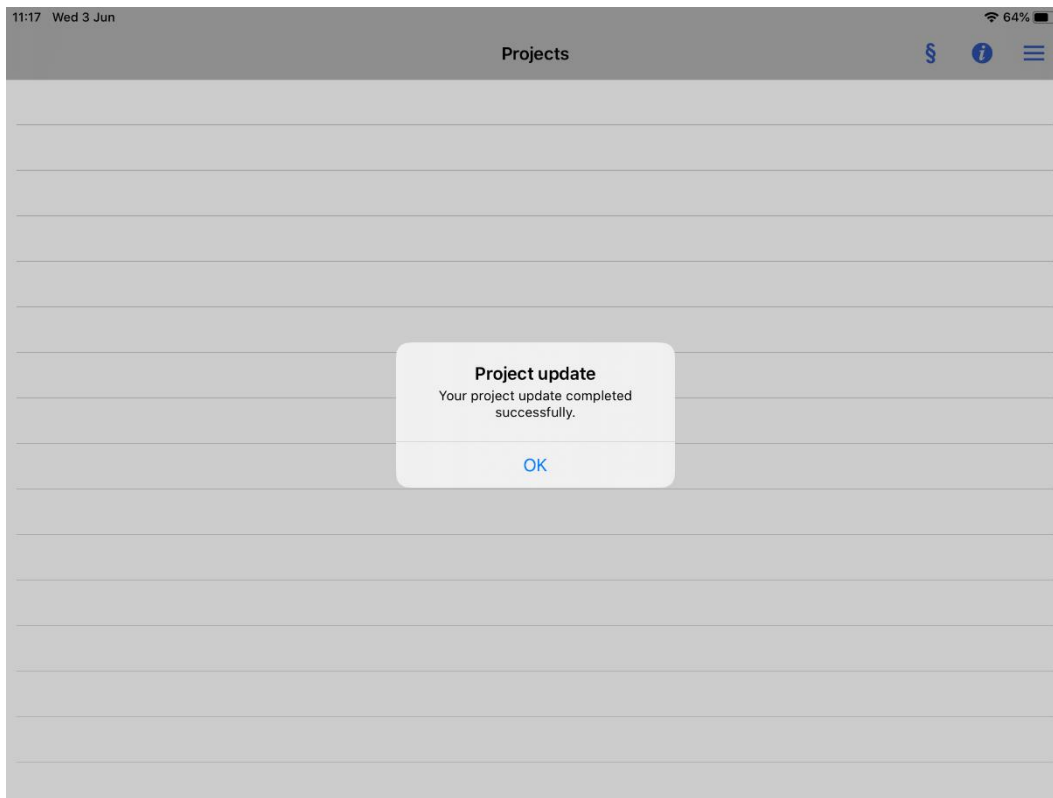 11:17 Wed 3 Jun 64%
Projects § i
Project update
Your project update completed
successfully.
OK